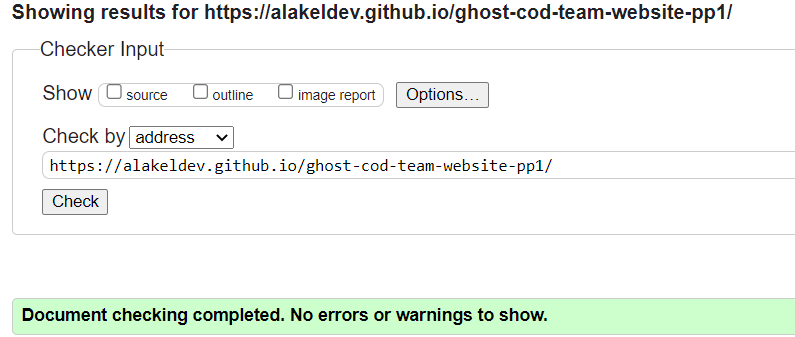 Showing results for https://alakeldev.github.io/ghost-cod-team-website-pp1/
Checker Input
Show source outline image report Options...
Check by address
https://alakeldev.github.io/ghost-cod-team-website-pp1/
Check
Document checking completed. No errors or warnings to show.